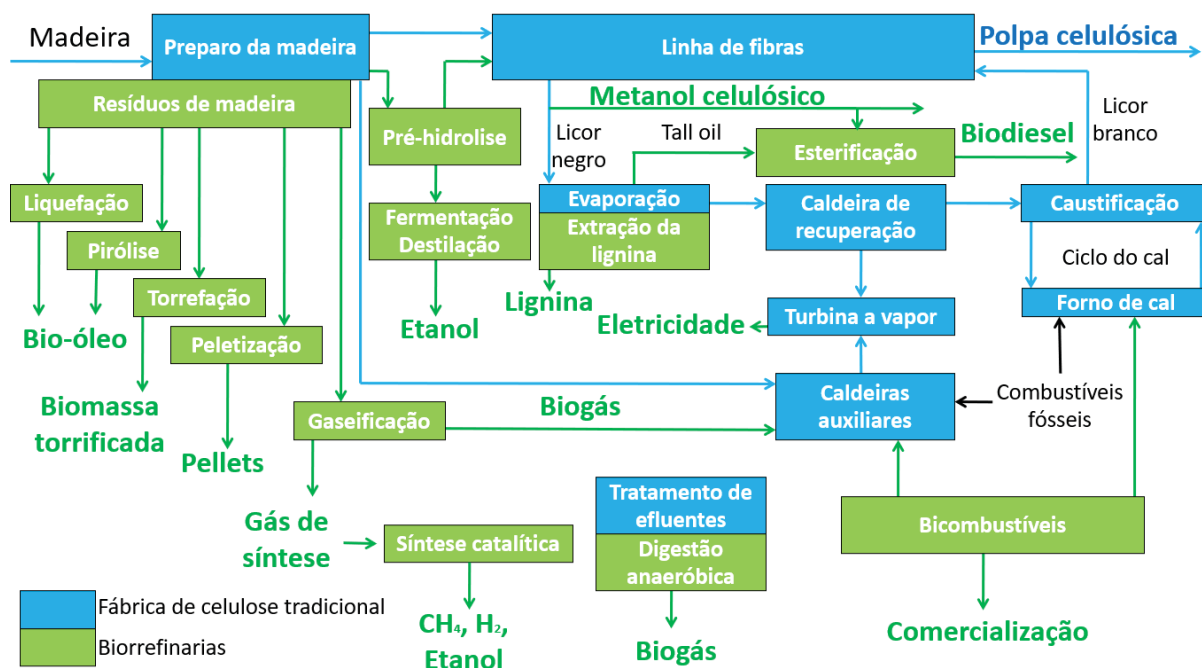 Madeira
Preparo da madeira
Linha de fibras
Polpa celulósica
Resíduos de madeira
Metanol celulósico
Pré-hidrolise
Licor
negro
Tall oil
Esterificação
Biodiesel
Licor
branco
Liquefação
Fermentação
Destilação
Evaporação
Extração da
lignina
Caldeira de
recuperação
Caustificação
Pirólise
Ciclo do cal
Torrefação
Lignina
Forno de cal
Bio-óleo
Etanol
Eletricidade
Turbina a vapor
Peletização
Biomassa
torrificada
Gaseificação
Biogás
Caldeiras
auxiliares
Combustíveis
fósseis
Pellets
Gás de
síntese
Síntese catalítica
Tratamento de
efluentes
Digestão
anaeróbica
Bicombustíveis
Fábrica de celulose tradicional
Biorrefinarias
CH₄, H₂,
Etanol
Biogás
Comercialização